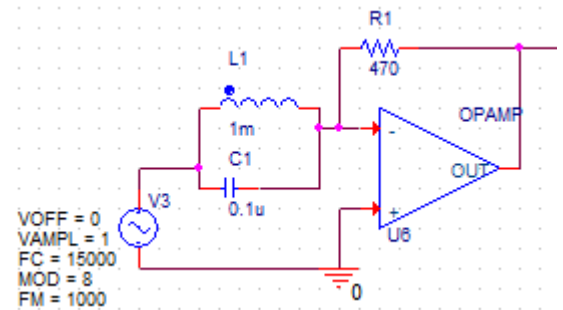 R1
470
L1
1m
C1
0.1u
OPAMP
-
OUT
+
U6
V3
VOFF = 0
VAMPL = 1
FC = 15000
MOD = 8
FM = 1000
0